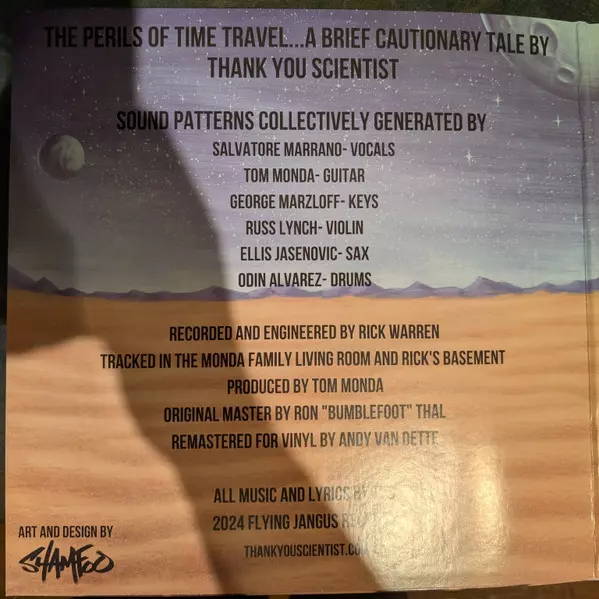 THE PERILS OF TIME TRAVEL...A BRIEF CAUTIONARY TALE BY
THANK YOU SCIENTIST
SOUND PATTERNS COLLECTIVELY GENERATED BY
SALVATORE MARRANO- VOCALS
TOM MONDA- GUITAR
GEORGE MARZLOFF- KEYS
RUSS LYNCH- VIOLIN
ELLIS JASENOVIC- SAX
ODIN ALVAREZ- DRUMS
RECORDED AND ENGINEERED BY RICK WARREN
TRACKED IN THE MONDA FAMILY LIVING ROOM AND RICK'S BASEMENT
PRODUCED BY TOM MONDA
ORIGINAL MASTER BY RON "BUMBLEFOOT" THAL
REMASTERED FOR VINYL BY ANDY VAN DETTE
ALL MUSIC AND LYRICS BY
2024 FLYING JANGUS
THANKYOUSCIENTIST.COM
ART AND DESIGN BY
SHAMEOO